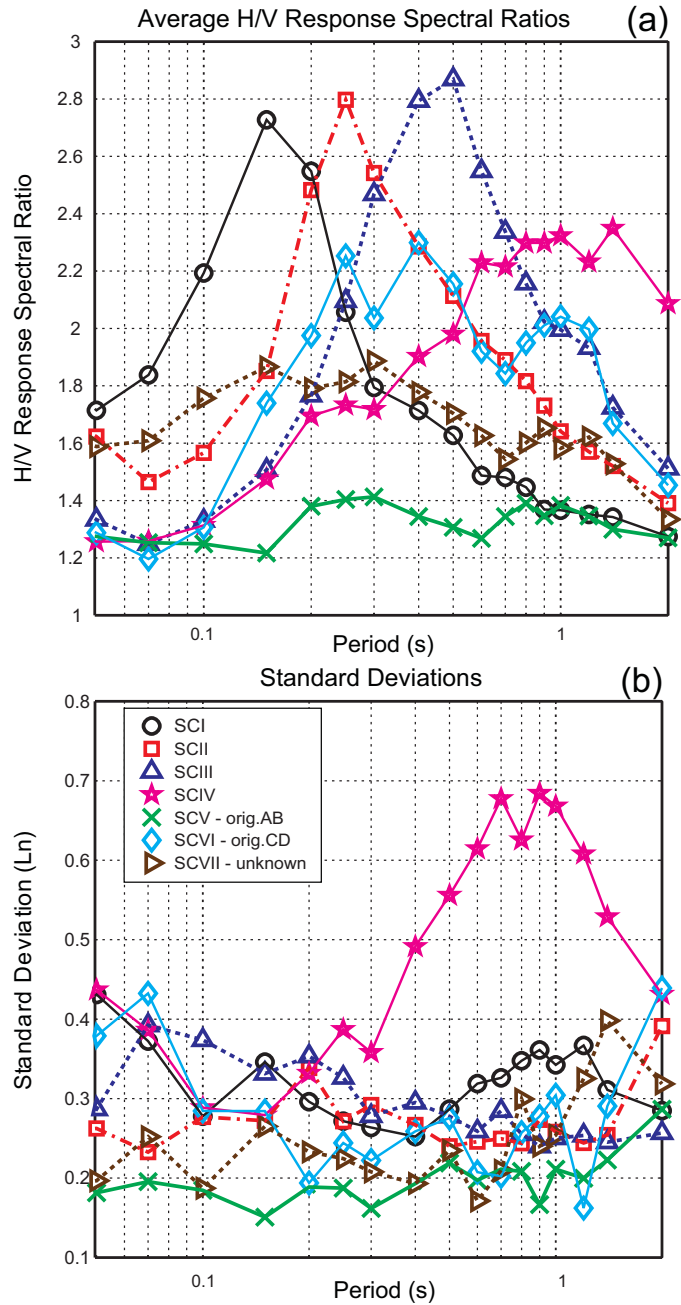 Average H/V Response Spectral Ratios
(a)
3
2.8
2.6
2.4
2.2
2
1.8
1.6
1.4
1.2
1
H/V Response Spectral Ratio
0.1
1
Period (s)
Standard Deviations
(b)
0.8
0.7
0.6
0.5
0.4
0.3
0.2
0.1
Standard Deviation (Ln)
SCI
SCII
SCIII
SCIV
SCV - orig.AB
SCVI - orig.CD
SCVII - unknown
0.1
1
Period (s)